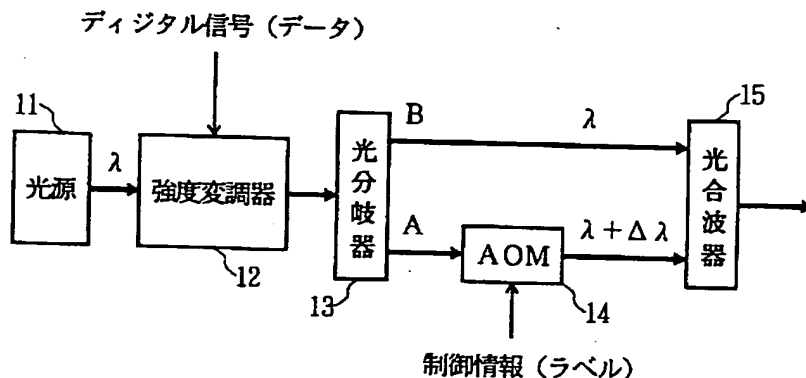 ディジタル信号(データ)
11
光源
λ
強度変調器
12
光分岐器
13
B
λ
A
AOM
14
λ+Δλ
15
光合波器
制御情報(ラベル)